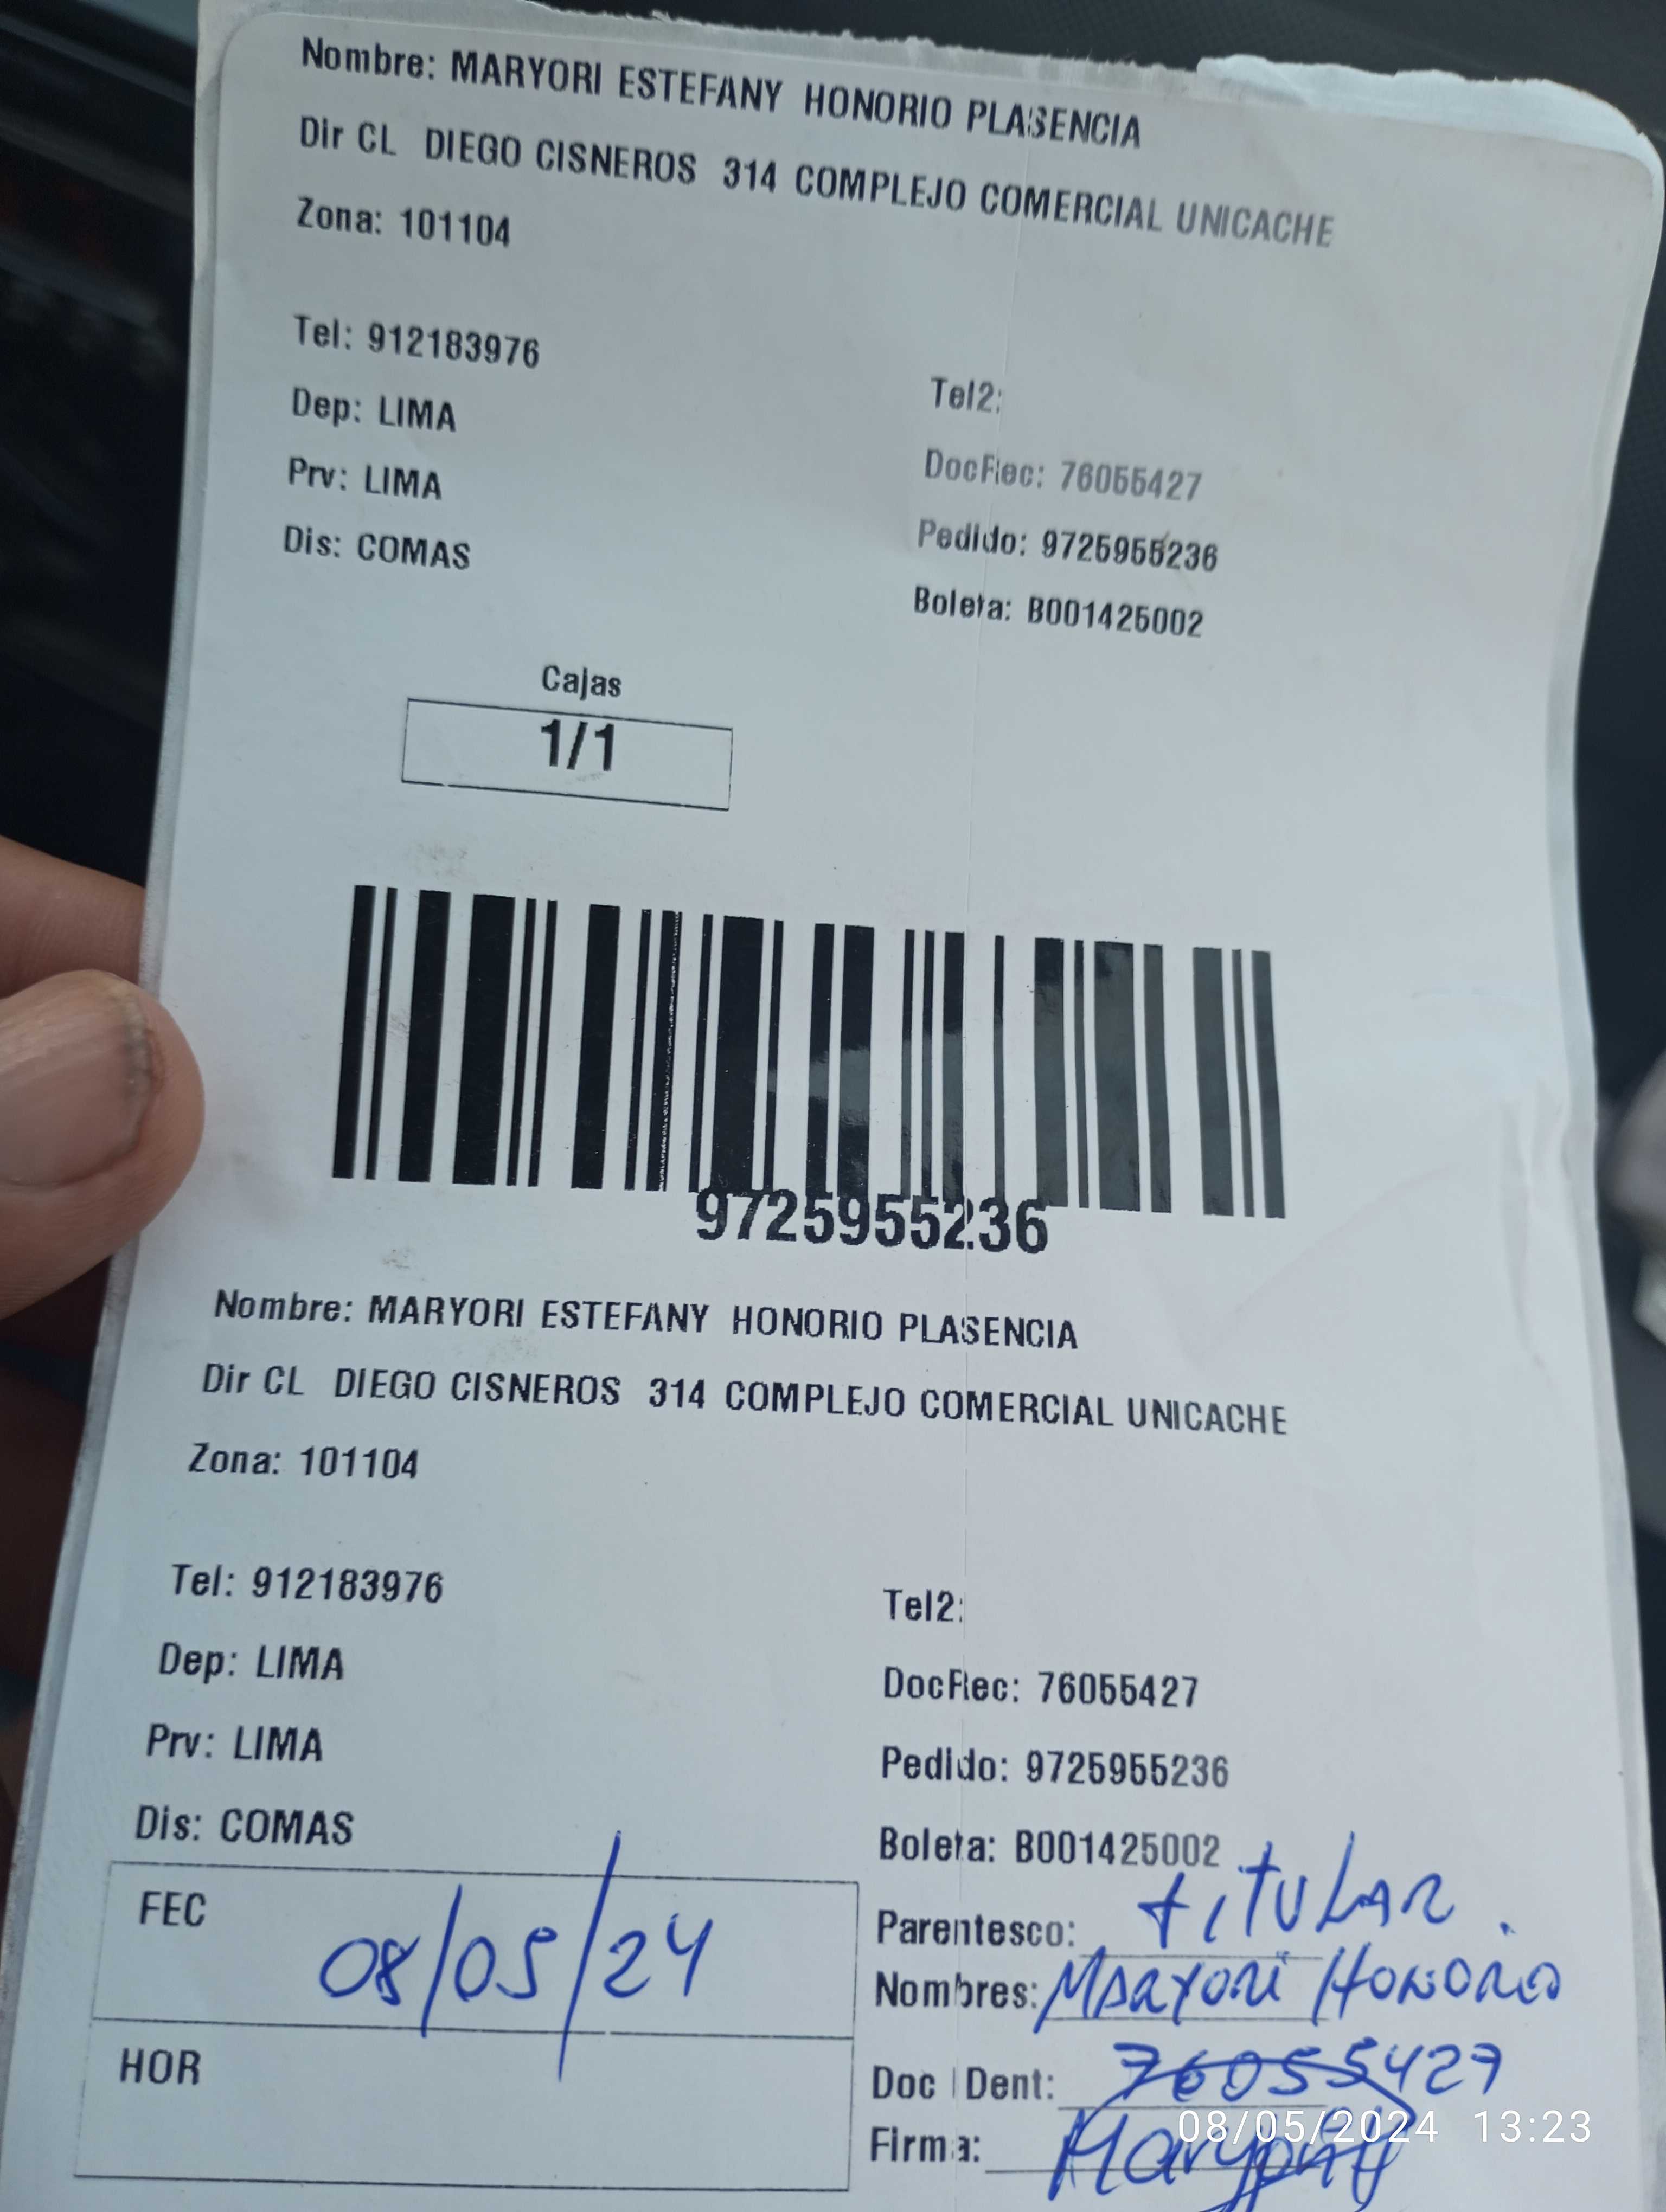 Nombre: MARYORI ESTEFANY HONORIO PLASENCIA
Dir CL DIEGO CISNEROS 314 COMPLEJO COMERCIAL UNICACHE
Zona: 101104
Tel: 912183976
Tel2:
Dep: LIMA
DocRec: 76055427
Prv: LIMA
Pedido: 9725955236
Dis: COMAS
Boleta: B001425002
Cajas
1/1
9725955236
Nombre: MARYORI ESTEFANY HONORIO PLASENCIA
Dir CL DIEGO CISNEROS 314 COMPLEJO COMERCIAL UNICACHE
Zona: 101104
Tel: 912183976
Tel2:
Dep: LIMA
DocRec: 76055427
Prv: LIMA
Pedido: 9725955236
Dis: COMAS
Boleta: B001425002
FEC 08/05/24
Parentesco: titULAR.
Nombres: MARYORi HONORIO
HOR
Doc IDent: 76055427
Firma: Maryori
08/05/2024 13:23